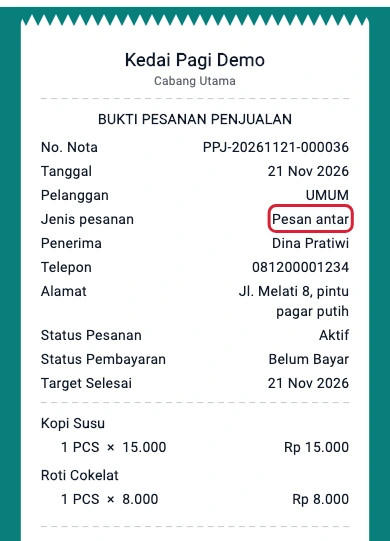 Kedai Pagi Demo
Cabang Utama
BUKTI PESANAN PENJUALAN
No. Nota PPJ-20261121-000036
Tanggal 21 Nov 2026
Pelanggan UMUM
Jenis pesanan Pesan antar
Penerima Dina Pratiwi
Telepon 081200001234
Alamat Jl. Melati 8, pintu
pagar putih
Status Pesanan Aktif
Status Pembayaran Belum Bayar
Target Selesai 21 Nov 2026
Kopi Susu
1 PCS × 15.000 Rp 15.000
Roti Cokelat
1 PCS × 8.000 Rp 8.000